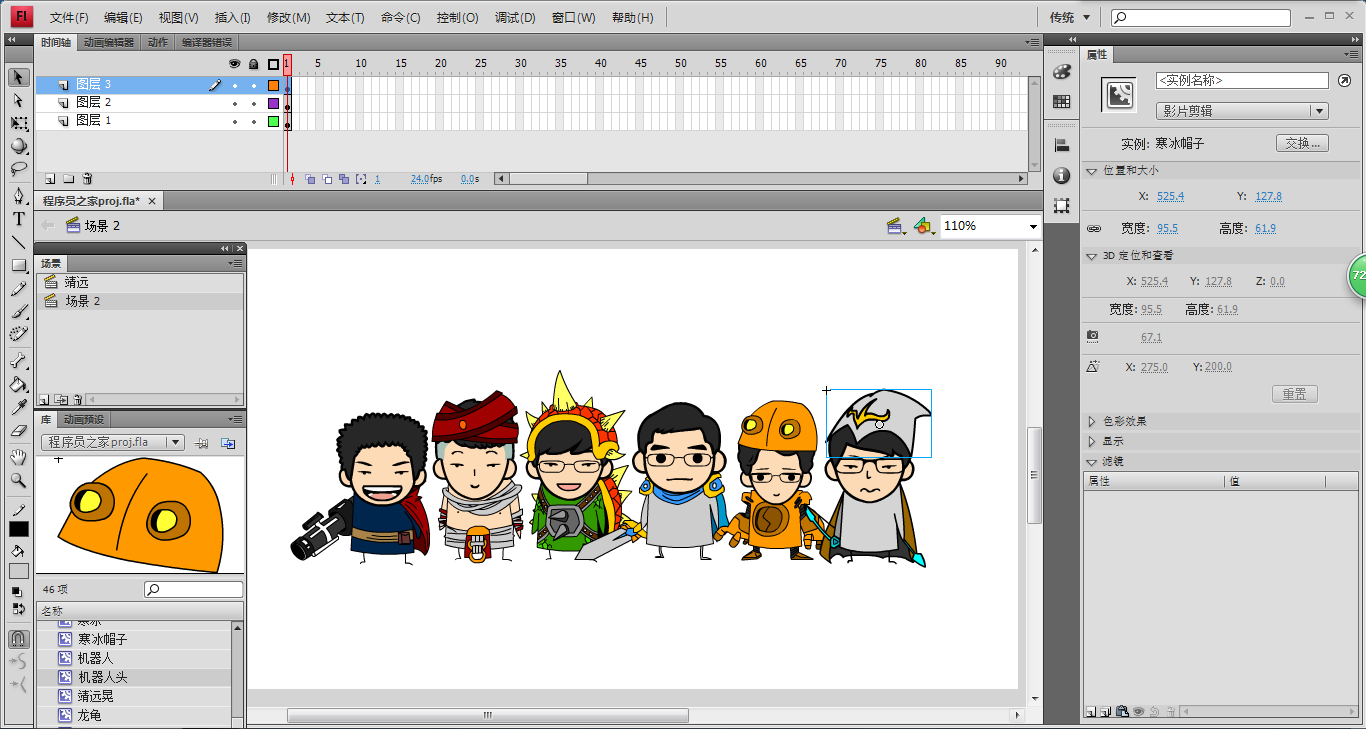 Fl 文件(F) 编辑(E) 视图(V) 插入(I) 修改(M) 文本(T) 命令(C) 控制(O) 调试(D) 窗口(W) 帮助(H) 传统
时间轴 动画编辑器 动作 编译器错误
1 5 10 15 20 25 30 35 40 45 50 55 60 65 70 75 80 85 90
图层 3
图层 2
图层 1
1 24.0fps 0.0s
程序员之家proj.fla*
场景 2
110%
场景
靖远
场景 2
库 动画预设
程序员之家proj.fla
46 项
名称
寒冰
寒冰帽子
机器人
机器人头
靖远晃
龙龟
属性
<实例名称>
影片剪辑
实例: 寒冰帽子 交换...
位置和大小
X: 525.4 Y: 127.8
宽度: 95.5 高度: 61.9
3D 定位和查看
X: 525.4 Y: 127.8 Z: 0.0
宽度: 95.5 高度: 61.9
67.1
X: 275.0 Y: 200.0
重置
色彩效果
显示
滤镜
属性 值
72